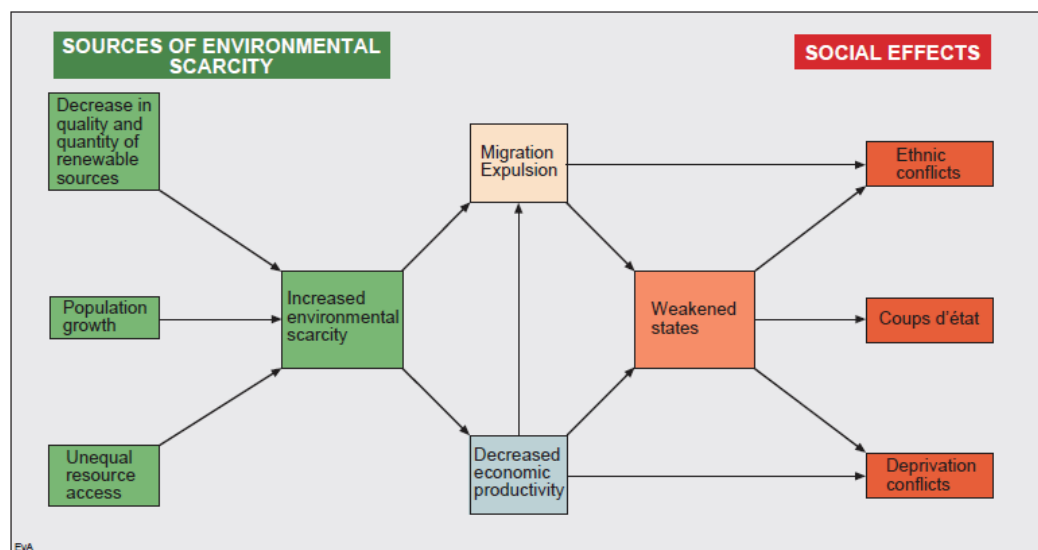 SOURCES OF ENVIRONMENTAL
SCARCITY
SOCIAL EFFECTS
Decrease in
quality and
quantity of
renewable
sources
Migration
Expulsion
Ethnic
conflicts
Population
growth
Increased
environmental
scarcity
Weakened
states
Coups d'état
Unequal
resource
access
Decreased
economic
productivity
Deprivation
conflicts
EvA